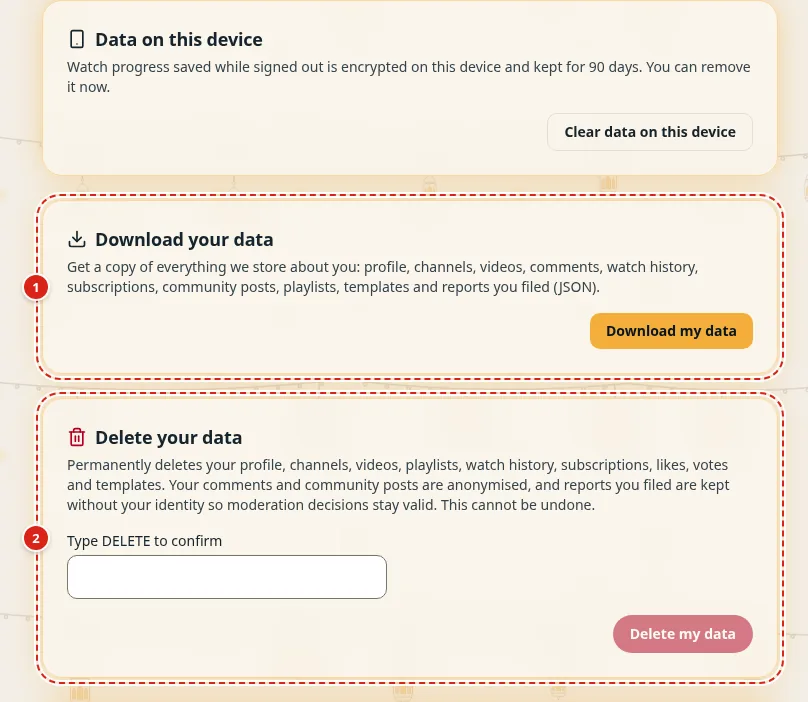 Data on this device
Watch progress saved while signed out is encrypted on this device and kept for 90 days. You can remove
it now.
Clear data on this device
Download your data
Get a copy of everything we store about you: profile, channels, videos, comments, watch history,
subscriptions, community posts, playlists, templates and reports you filed (JSON).
1
Download my data
Delete your data
Permanently deletes your profile, channels, videos, playlists, watch history, subscriptions, likes, votes
and templates. Your comments and community posts are anonymised, and reports you filed are kept
without your identity so moderation decisions stay valid. This cannot be undone.
2
Type DELETE to confirm
Delete my data